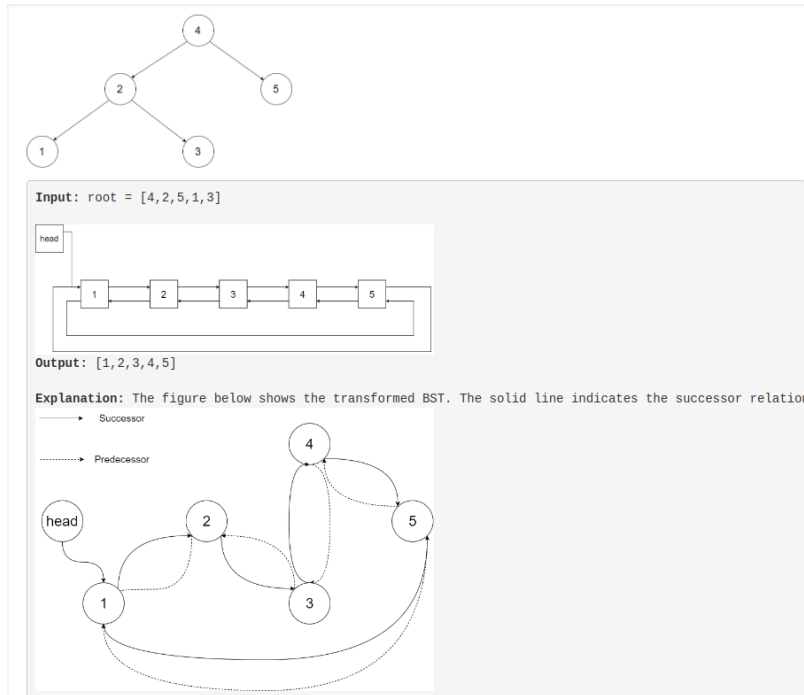 4
2
5
1
3
Input: root = [4,2,5,1,3]
head
1 2 3 4 5
Output: [1,2,3,4,5]
Explanation: The figure below shows the transformed BST. The solid line indicates the successor
Successor
4
Predecessor
head
2
5
1
3